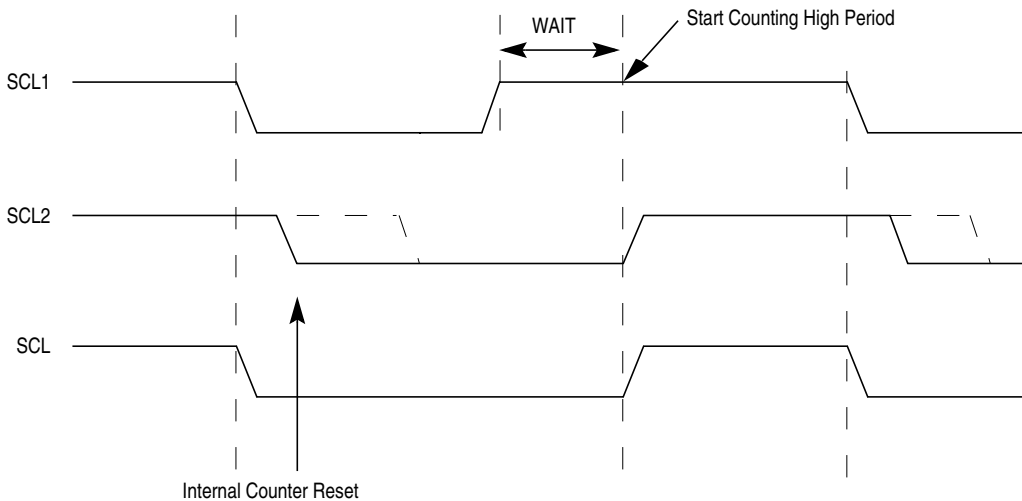 WAIT
Start Counting High Period
SCL1
SCL2
SCL
Internal Counter Reset